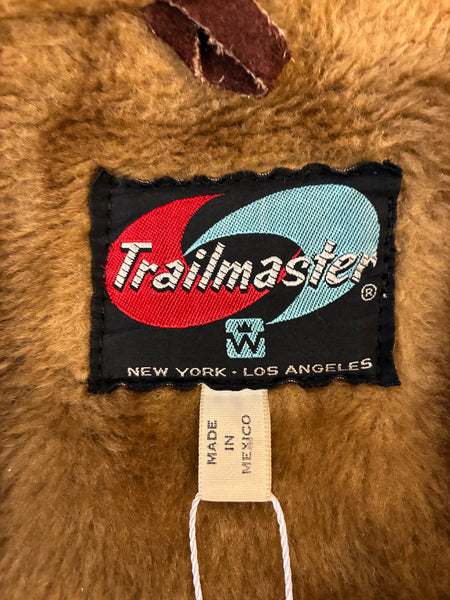 Trailmaster®
W
NEW YORK · LOS ANGELES
MADE
IN
MEXICO